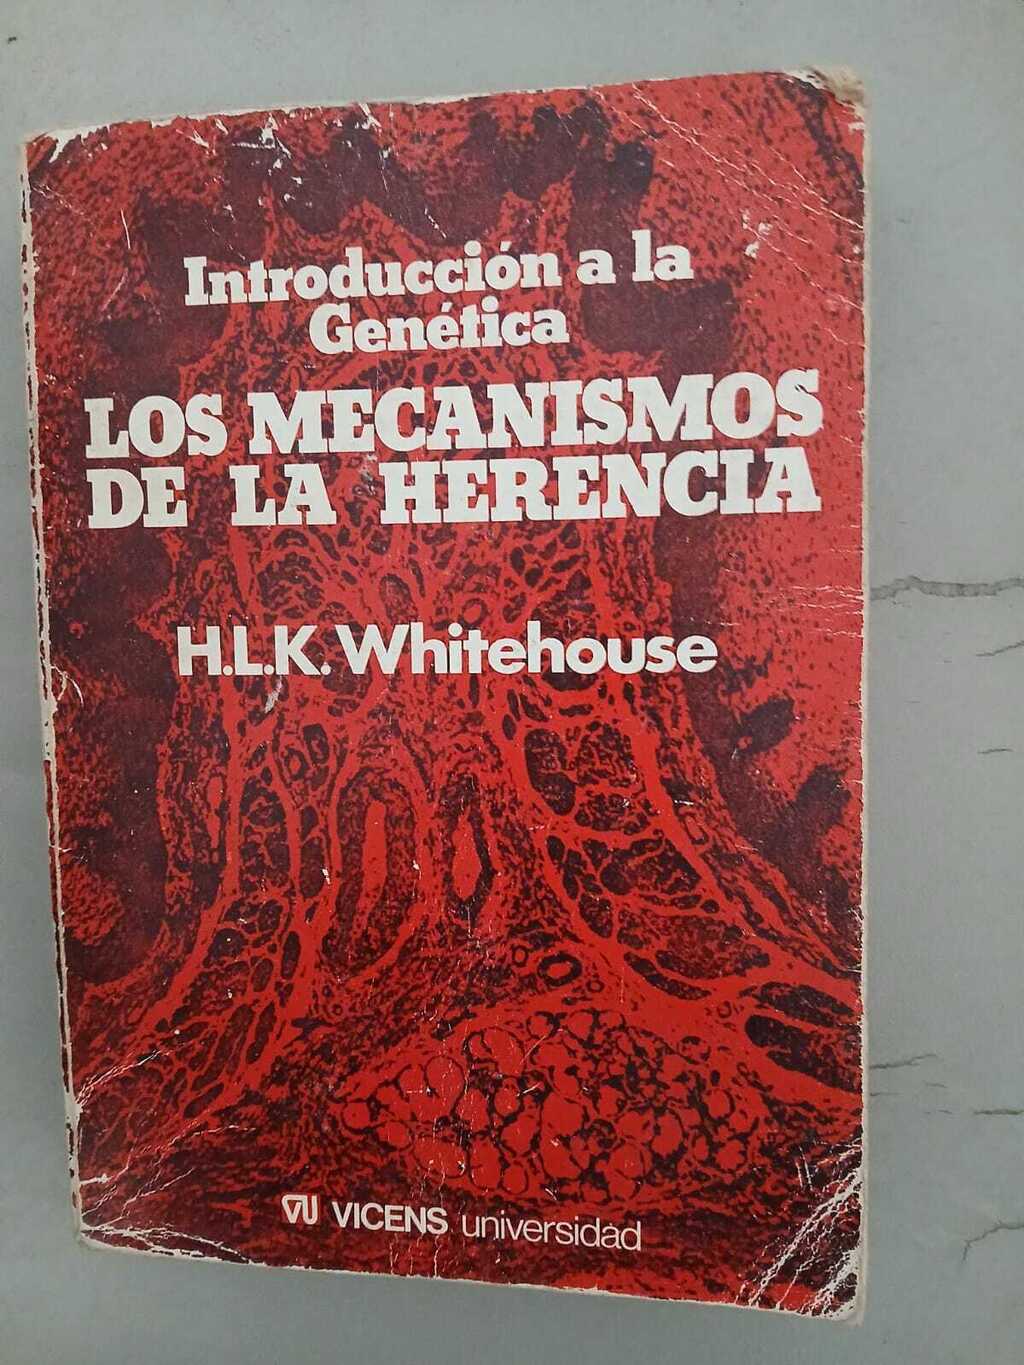 Introducción a la
Genética
LOS MECANISMOS
DE LA HERENCIA
H.L.K. Whitehouse
VU VICENS universidad